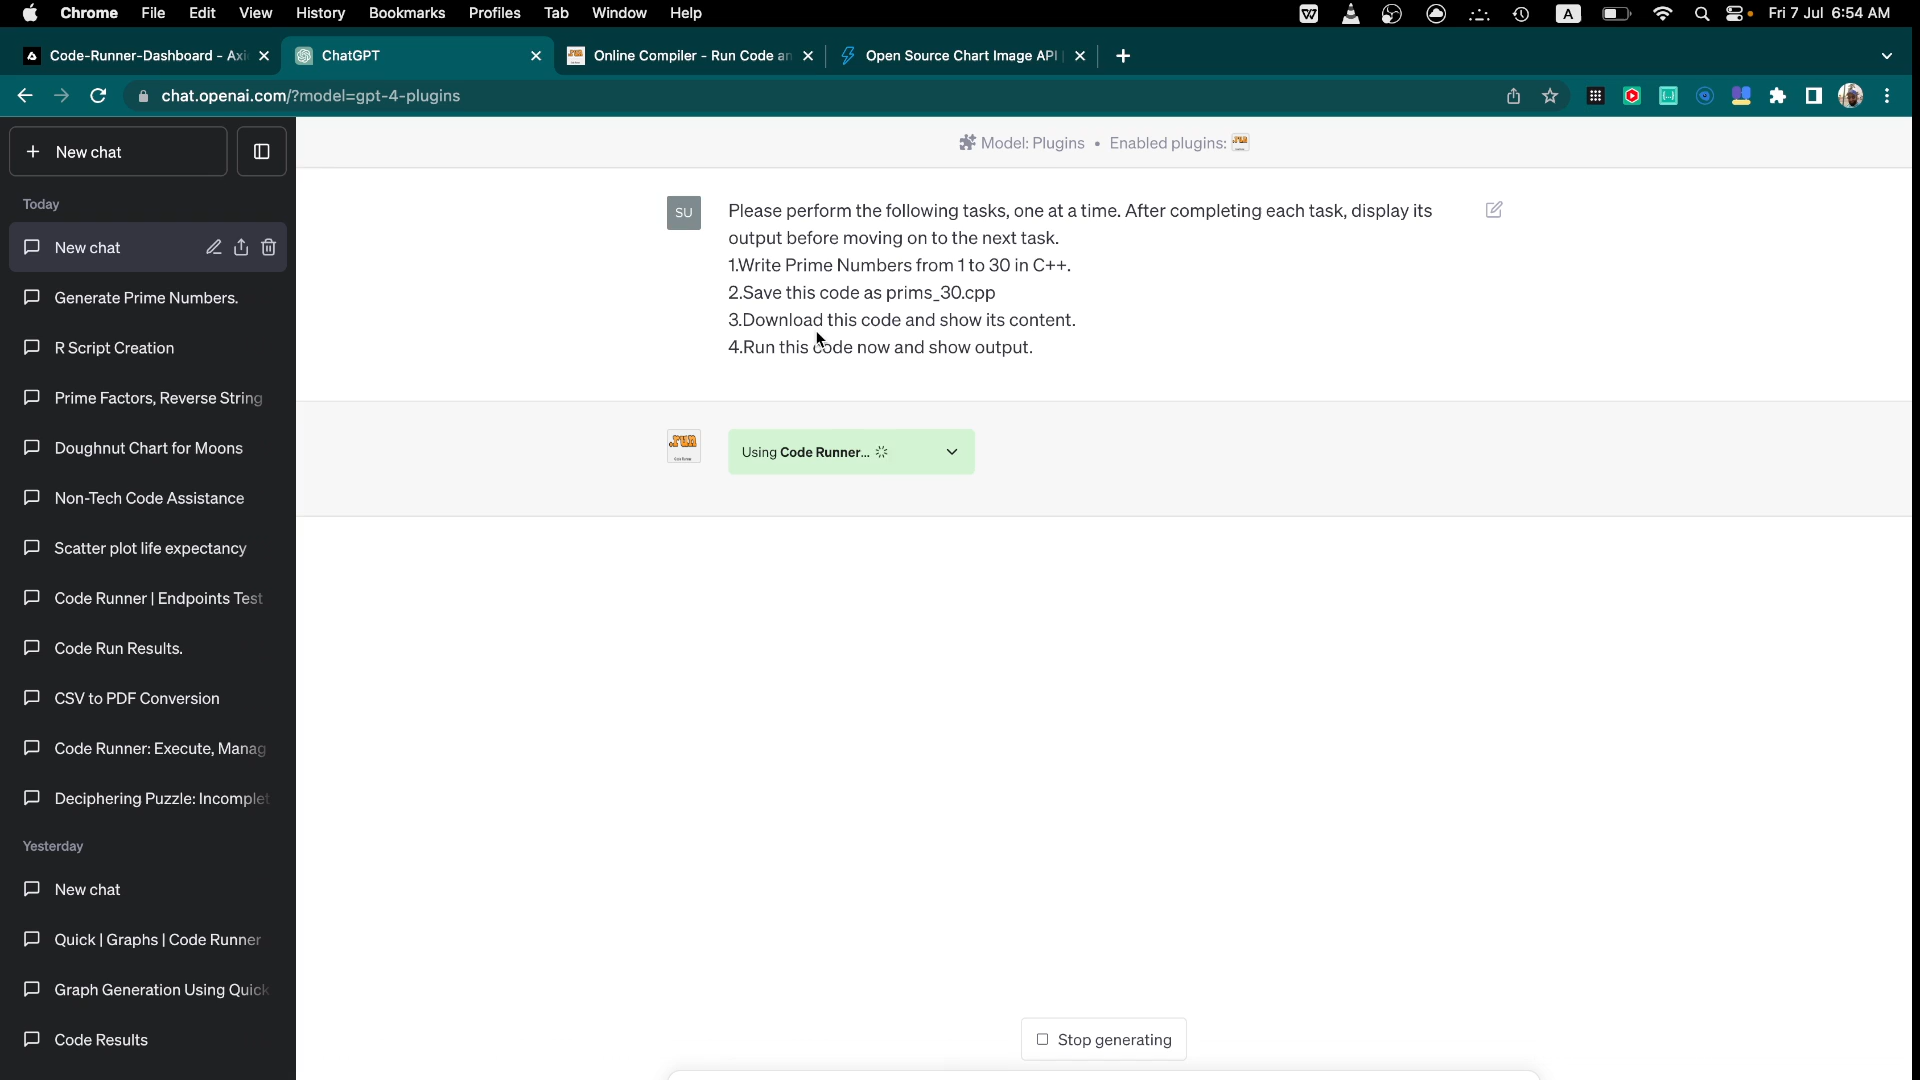 Chrome File Edit View History Bookmarks Profiles Tab Window Help A Fri 7 Jul 6:54 AM
Code-Runner-Dashboard - Axi ChatGPT Online Compiler - Run Code an Open Source Chart Image API
chat.openai.com/?model=gpt-4-plugins
+ New chat
Model: Plugins • Enabled plugins:
Today
New chat
Generate Prime Numbers.
R Script Creation
Prime Factors, Reverse String
Doughnut Chart for Moons
Non-Tech Code Assistance
Scatter plot life expectancy
Code Runner | Endpoints Test
Code Run Results.
CSV to PDF Conversion
Code Runner: Execute, Manag
Deciphering Puzzle: Incomplet
Yesterday
New chat
Quick | Graphs | Code Runner
Graph Generation Using Quick
Code Results
SU
Please perform the following tasks, one at a time. After completing each task, display its
output before moving on to the next task.
1.Write Prime Numbers from 1 to 30 in C++.
2.Save this code as prims_30.cpp
3.Download this code and show its content.
4.Run this code now and show output.
.run
Using Code Runner...
Stop generating